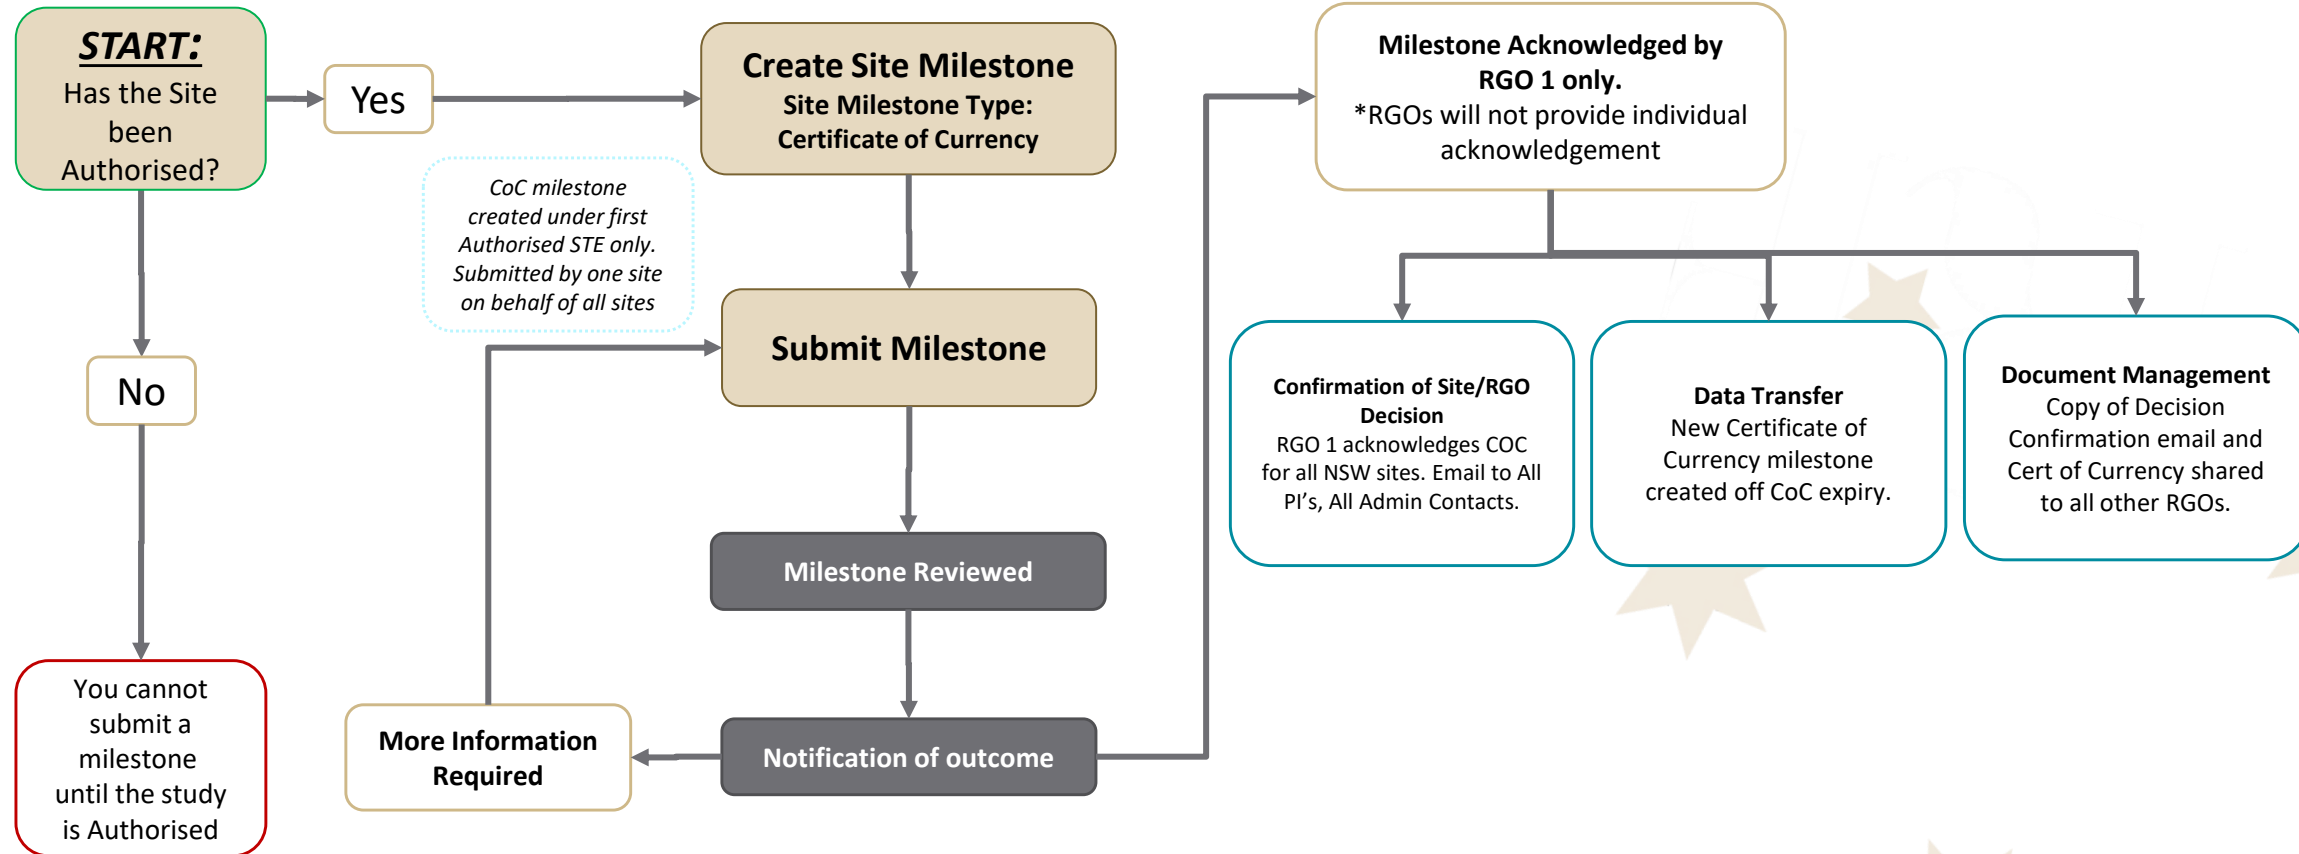 START:
Has the Site
been
Authorised?
Yes
No
You cannot
submit a
milestone
until the study
is Authorised
Create Site Milestone
Site Milestone Type:
Certificate of Currency
CoC milestone
created under first
Authorised STE only.
Submitted by one site
on behalf of all sites
Submit Milestone
Milestone Reviewed
Notification of outcome
More Information
Required
Milestone Acknowledged by
RGO 1 only.
*RGOs will not provide individual
acknowledgement
Confirmation of Site/RGO
Decision
RGO 1 acknowledges COC
for all NSW sites. Email to All
PI’s, All Admin Contacts.
Data Transfer
New Certificate of
Currency milestone
created off CoC expiry.
Document Management
Copy of Decision
Confirmation email and
Cert of Currency shared
to all other RGOs.